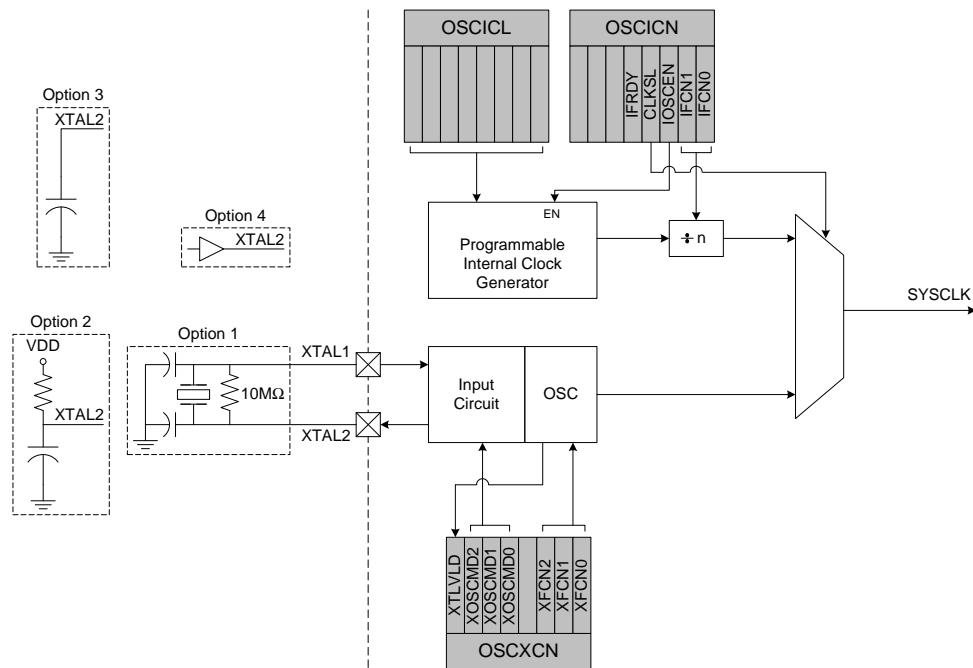 OSCICL
OSCICN
IFRDY
CLKSL
IOSCEN
IFCN1
IFCN0
Option 3
XTAL2
Option 4
XTAL2
EN
Programmable
Internal Clock
Generator
÷ n
SYSCLK
Option 2
VDD
XTAL2
Option 1
10MΩ
XTAL1
XTAL2
Input
Circuit
OSC
XTLVLD
XOSCMD2
XOSCMD1
XOSCMD0
XFCN2
XFCN1
XFCN0
OSCXCN